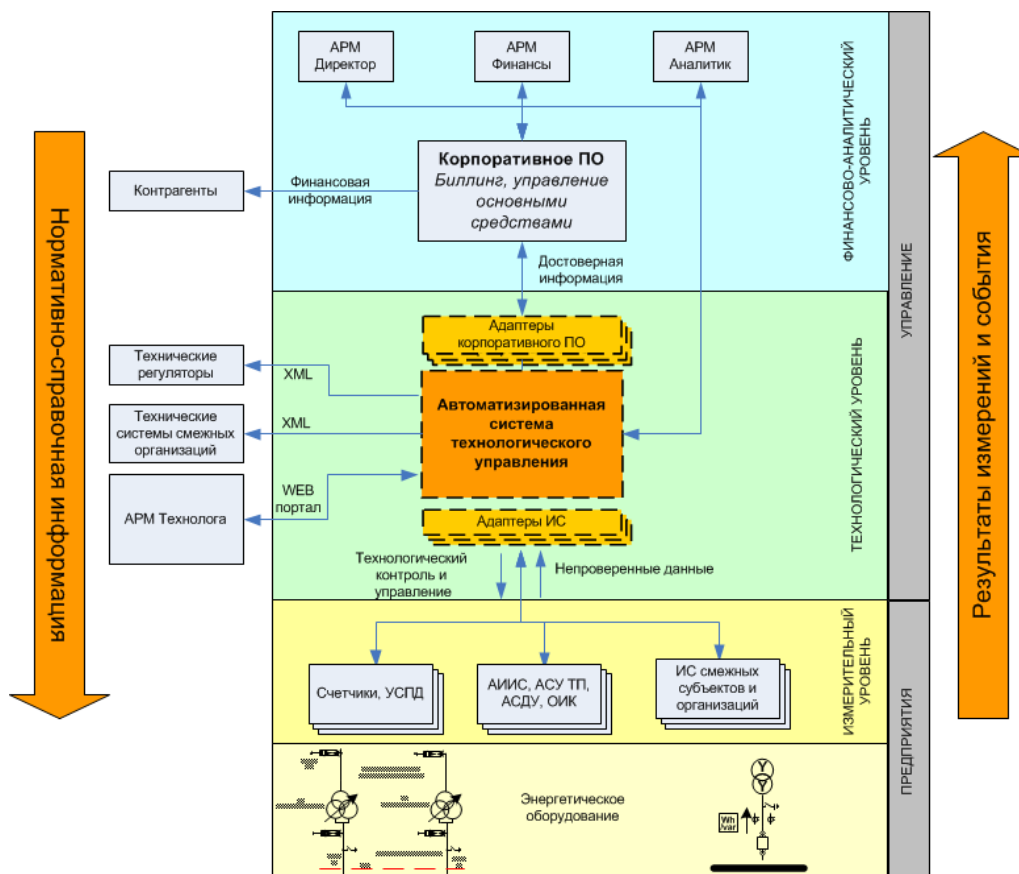 АРМ
Директор
АРМ
Финансы
АРМ
Аналитик
ФИНАНСОВО-АНАЛИТИЧЕСКИЙ
УРОВЕНЬ
Корпоративное ПО
Биллинг, управление
основными
средствами
Контрагенты
Финансовая
информация
Достоверная
информация
УПРАВЛЕНИЕ
Нормативно-справочная информация
Результаты измерений и события
Адаптеры
корпоративного ПО
Технические
регуляторы
XML
Автоматизированная
система
технологического
управления
Технические
системы смежных
организаций
XML
ТЕХНОЛОГИЧЕСКИЙ УРОВЕНЬ
АРМ Технолога
WEB
портал
Адаптеры ИС
Технологический
контроль и
управление
Непроверенные данные
ИЗМЕРИТЕЛЬНЫЙ
УРОВЕНЬ
Счетчики, УСПД
АИИС, АСУ ТП,
АСДУ, ОИК
ИС смежных
субъектов и
организаций
ПРЕДПРИЯТИЯ
Энергетическое
оборудование
Wh
/var